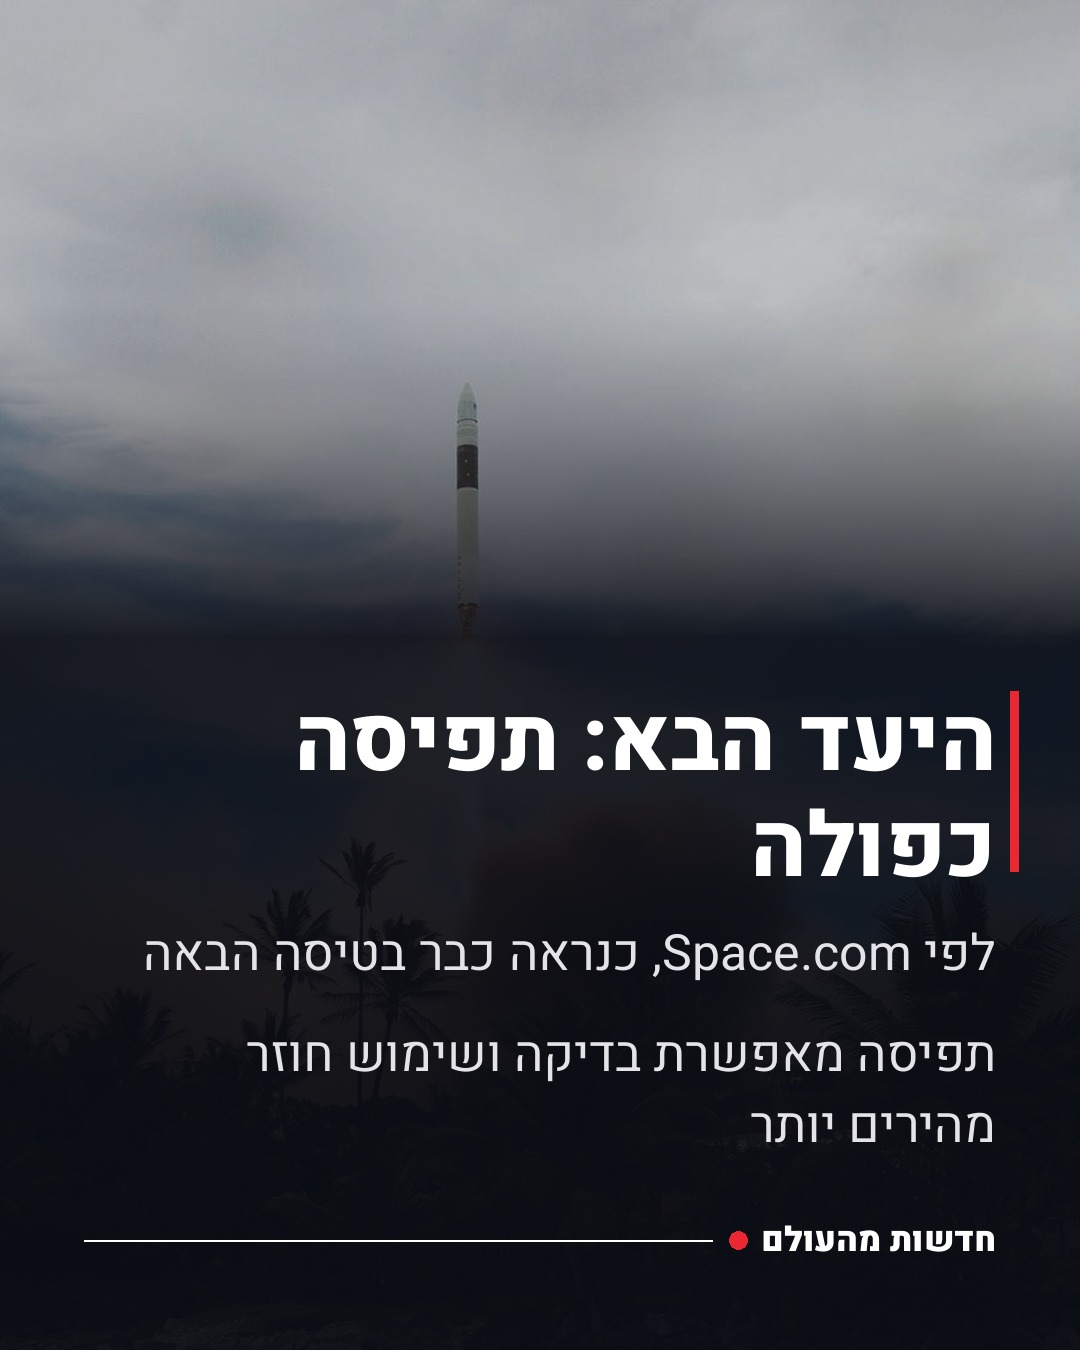 היעד הבא: תפיסה
כפולה
לפי Space.com, כנראה כבר בטיסה הבאה
תפיסה מאפשרת בדיקה ושימוש חוזר
מהירים יותר
חדשות מהעולם